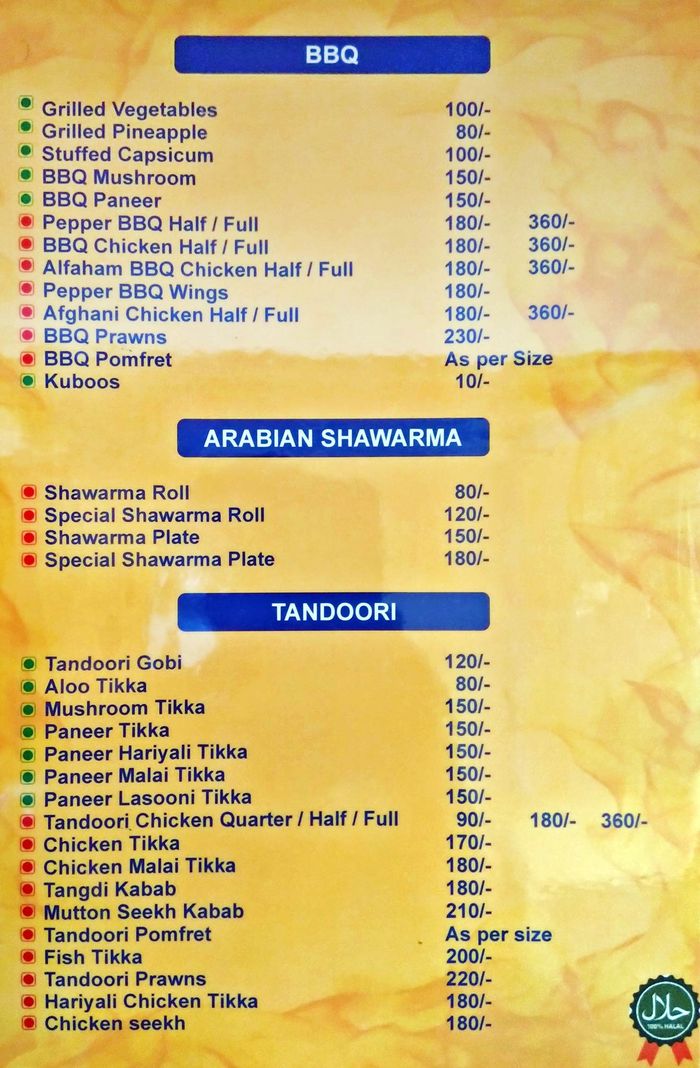 BBQ
Grilled Vegetables 100/-
Grilled Pineapple 80/-
Stuffed Capsicum 100/-
BBQ Mushroom 150/-
BBQ Paneer 150/-
Pepper BBQ Half / Full 180/- 360/-
BBQ Chicken Half / Full 180/- 360/-
Alfaham BBQ Chicken Half / Full 180/- 360/-
Pepper BBQ Wings 180/-
Afghani Chicken Half / Full 180/- 360/-
BBQ Prawns 230/-
BBQ Pomfret As per Size
Kuboos 10/-
ARABIAN SHAWARMA
Shawarma Roll 80/-
Special Shawarma Roll 120/-
Shawarma Plate 150/-
Special Shawarma Plate 180/-
TANDOORI
Tandoori Gobi 120/-
Aloo Tikka 80/-
Mushroom Tikka 150/-
Paneer Tikka 150/-
Paneer Hariyali Tikka 150/-
Paneer Malai Tikka 150/-
Paneer Lasooni Tikka 150/-
Tandoori Chicken Quarter / Half / Full 90/- 180/- 360/-
Chicken Tikka 170/-
Chicken Malai Tikka 180/-
Tangdi Kabab 180/-
Mutton Seekh Kabab 210/-
Tandoori Pomfret As per size
Fish Tikka 200/-
Tandoori Prawns 220/-
Hariyali Chicken Tikka 180/-
Chicken seekh 180/-
حلال
100% HALAL